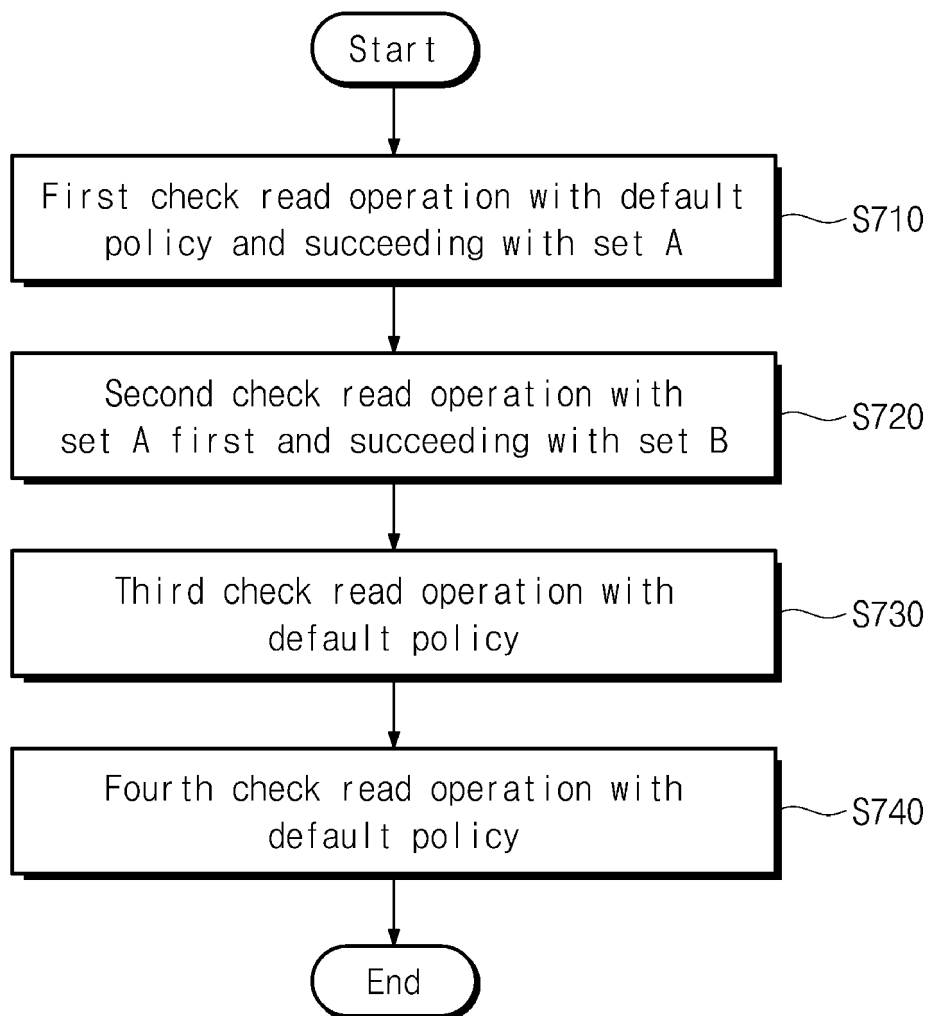 Start
First check read operation with default
policy and succeeding with set A
S710
Second check read operation with
set A first and succeeding with set B
S720
Third check read operation with
default policy
S730
Fourth check read operation with
default policy
S740
End